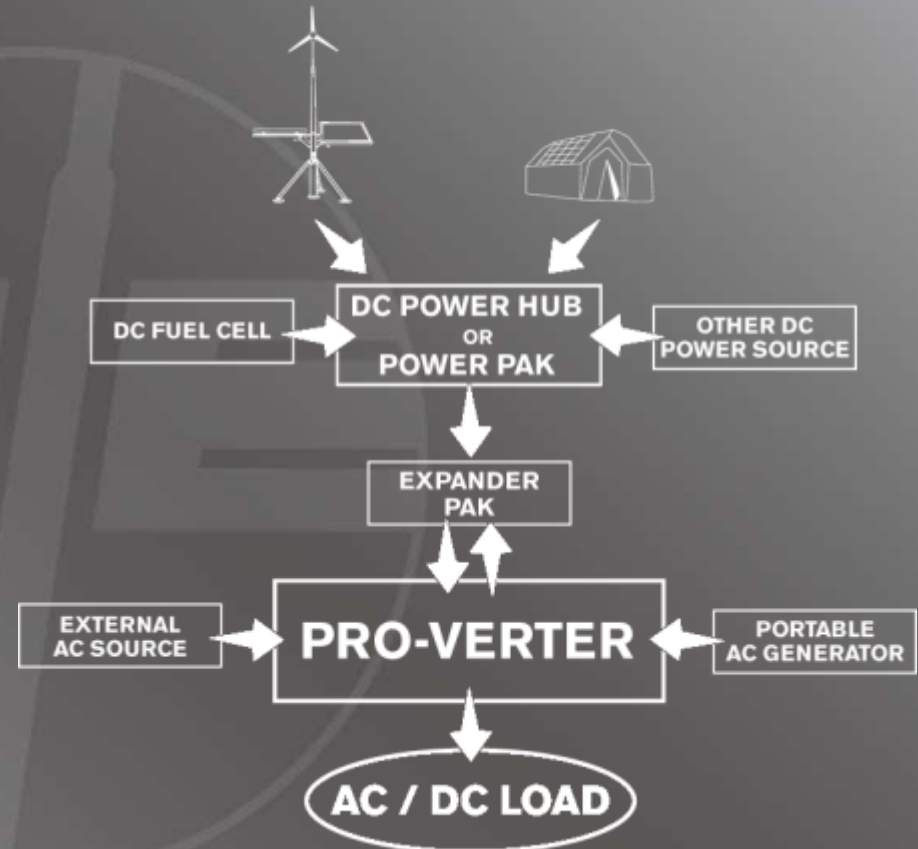 DC POWER HUB
OR
POWER PAK
DC FUEL CELL
OTHER DC
POWER SOURCE
EXPANDER
PAK
PRO-VERTER
EXTERNAL
AC SOURCE
PORTABLE
AC GENERATOR
AC / DC LOAD